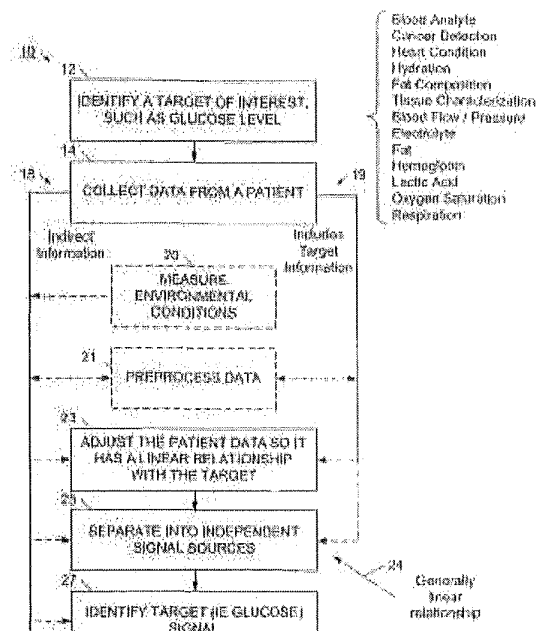 10
12
IDENTIFY A TARGET OF INTEREST,
SUCH AS GLUCOSE LEVEL
Blood Analyte
Cancer Detection
Heart Condition
Hydration
Fat Composition
Tissue Characterization
Blood Flow / Pressure
Electrolyte
Fat
Hemoglobin
Lactic Acid
Oxygen Saturation
Respiration
14
18
COLLECT DATA FROM A PATIENT
19
Indirect
Information
Includes
Target
Information
20
MEASURE
ENVIRONMENTAL
CONDITIONS
21
PREPROCESS DATA
23
ADJUST THE PATIENT DATA SO IT
HAS A LINEAR RELATIONSHIP
WITH THE TARGET
25
SEPARATE INTO INDEPENDENT
SIGNAL SOURCES
24
Generally
linear
relationship
27
IDENTIFY TARGET (IE GLUCOSE)
SIGNAL